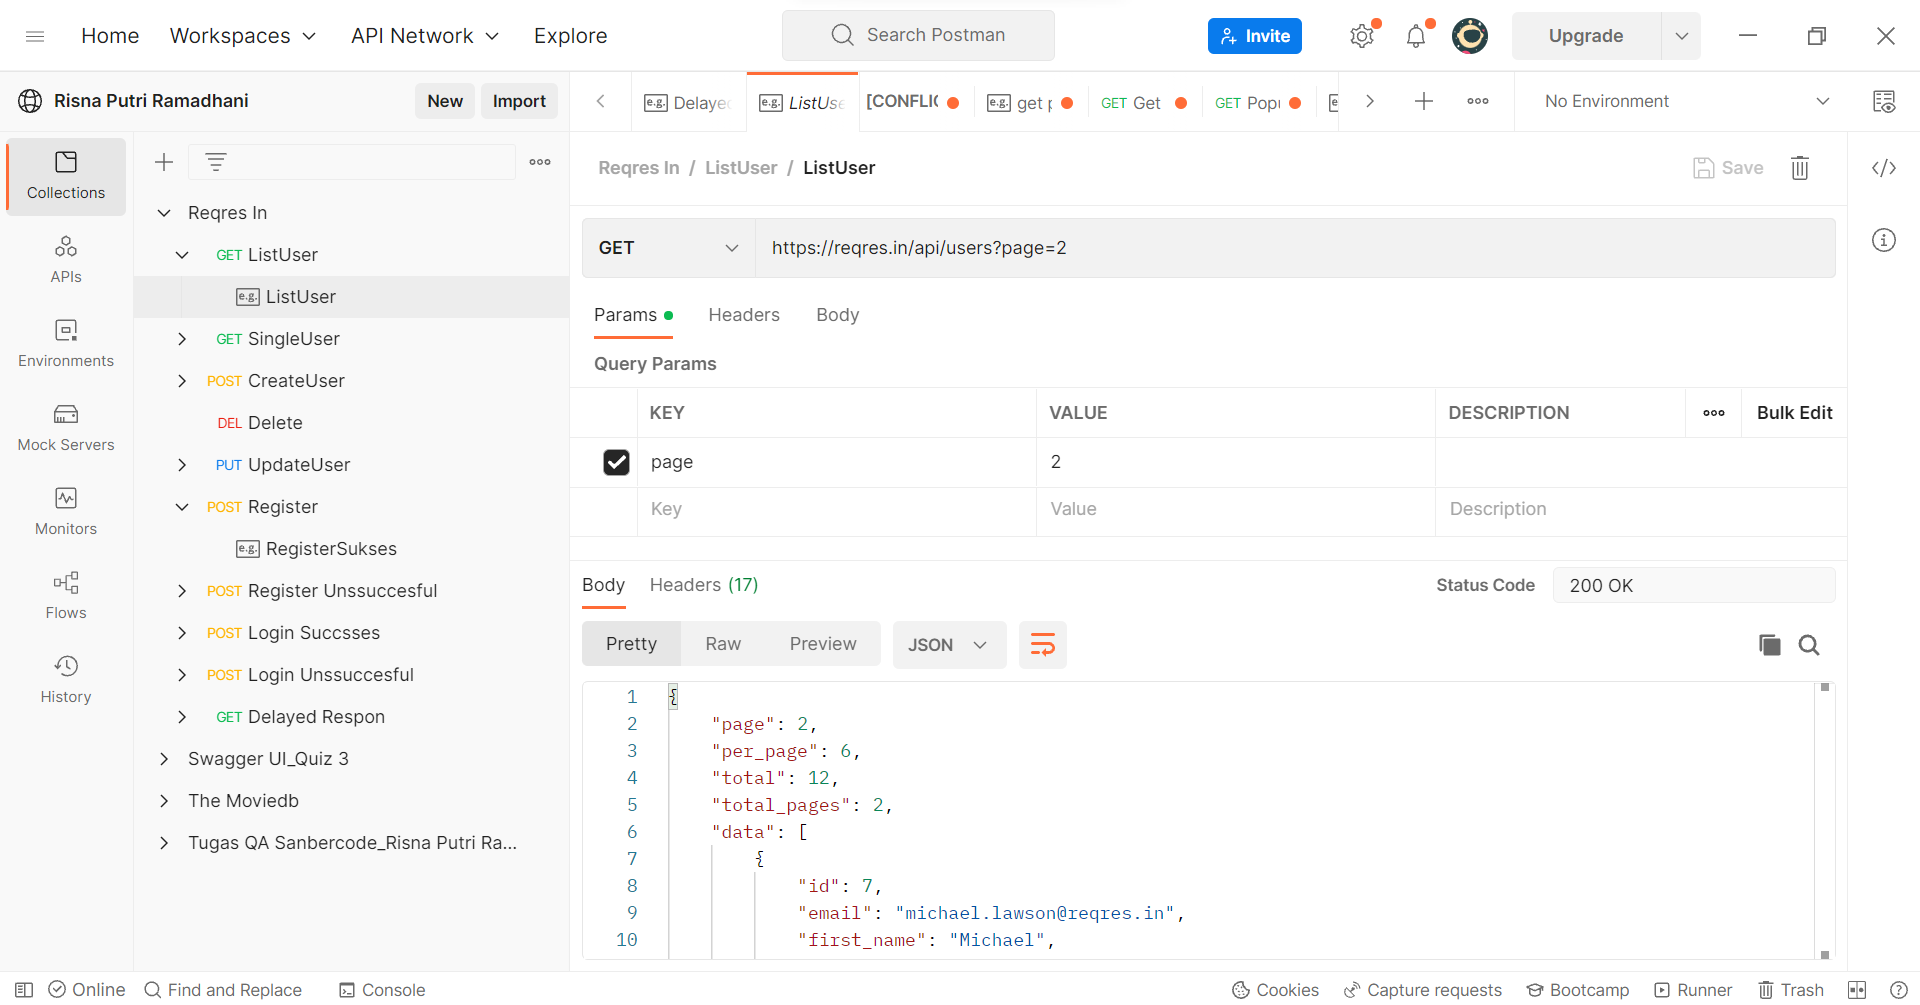 Home Workspaces API Network Explore Search Postman Invite Upgrade
Risna Putri Ramadhani New Import
e.g. Delayed e.g. ListUse [CONFLIC e.g. get p GET Get GET Popu No Environment
Collections
APIs
Environments
Mock Servers
Monitors
Flows
History
Reqres In
GET ListUser
e.g. ListUser
GET SingleUser
POST CreateUser
DEL Delete
PUT UpdateUser
POST Register
e.g. RegisterSukses
POST Register Unssuccesful
POST Login Succsses
POST Login Unssuccesful
GET Delayed Respon
Swagger UI_Quiz 3
The Moviedb
Tugas QA Sanbercode_Risna Putri Ra...
Reqres In / ListUser / ListUser Save
GET https://reqres.in/api/users?page=2
Params Headers Body
Query Params
KEY VALUE DESCRIPTION Bulk Edit
page 2
Key Value Description
Body Headers (17) Status Code 200 OK
Pretty Raw Preview JSON
1 {
2 "page": 2,
3 "per_page": 6,
4 "total": 12,
5 "total_pages": 2,
6 "data": [
7 {
8 "id": 7,
9 "email": "michael.lawson@reqres.in",
10 "first_name": "Michael",
Online Find and Replace Console Cookies Capture requests Bootcamp Runner Trash